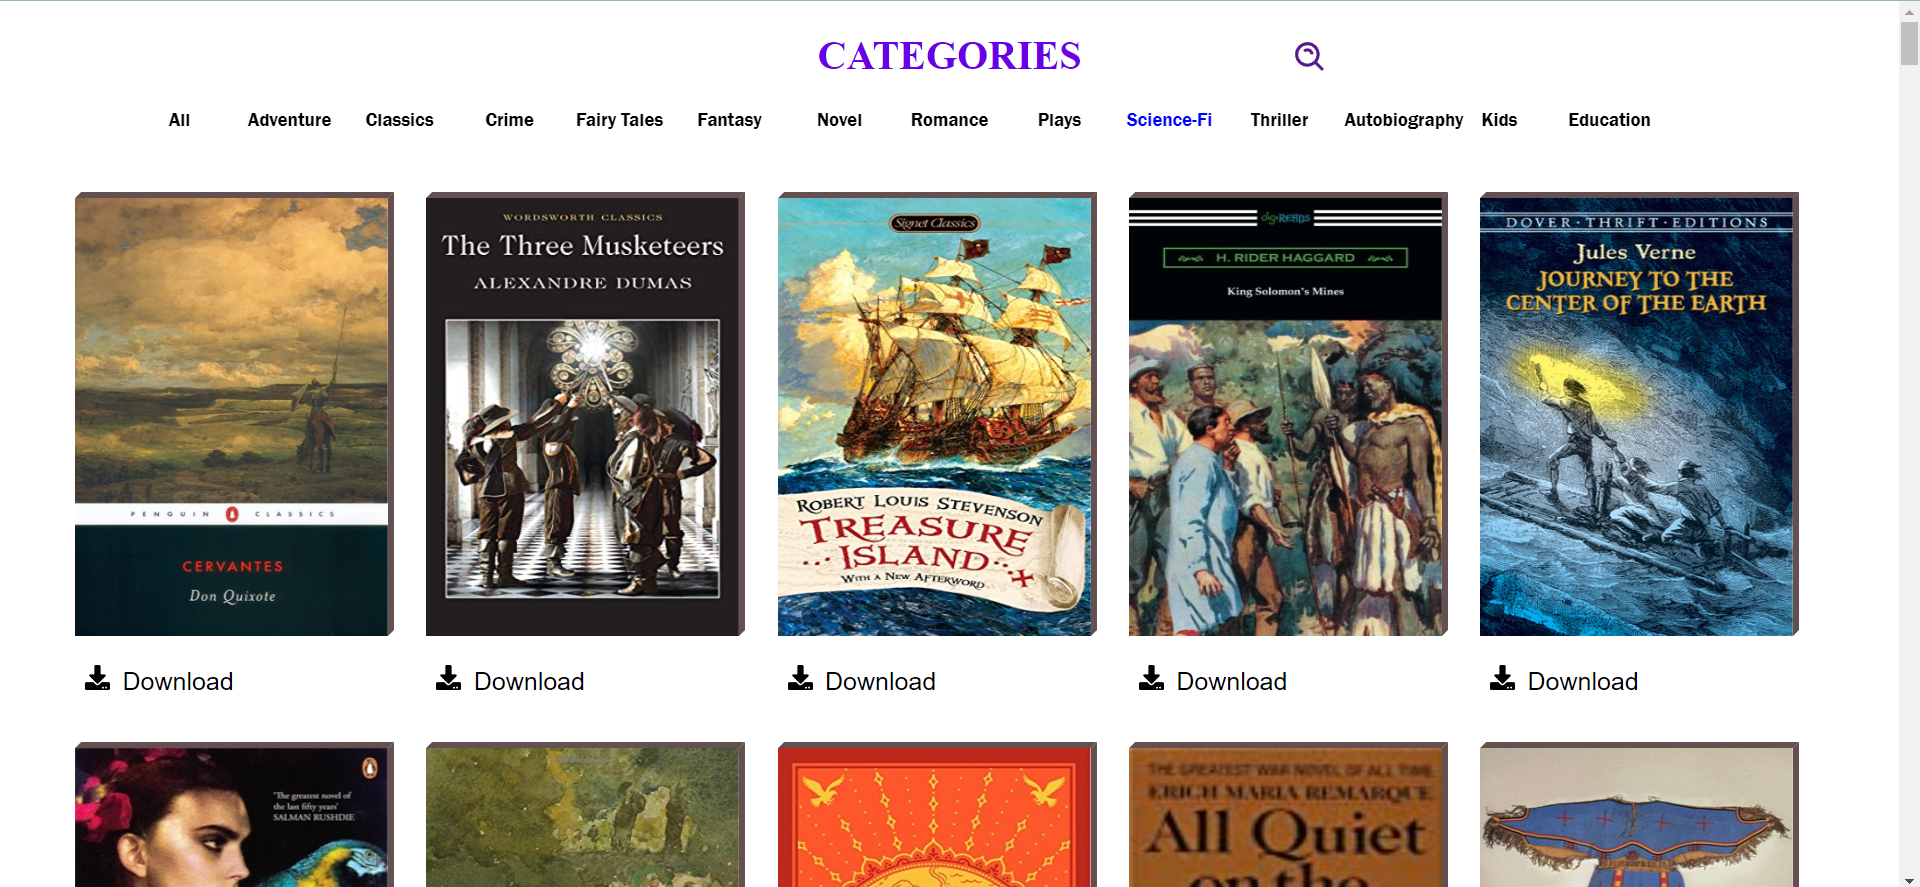 CATEGORIES
All Adventure Classics Crime Fairy Tales Fantasy Novel Romance Plays Science-Fi Thriller Autobiography Kids Education
PENGUIN CLASSICS
CERVANTES
Don Quixote
WORDSWORTH CLASSICS
The Three Musketeers
ALEXANDRE DUMAS
Signet Classics
ROBERT LOUIS STEVENSON
TREASURE
ISLAND
WITH A NEW AFTERWORD
digiREADS
H. RIDER HAGGARD
King Solomon's Mines
DOVER·THRIFT·EDITIONS
Jules Verne
JOURNEY TO THE
CENTER OF THE EARTH
Download Download Download Download Download
'The greatest novel of
the last fifty years'
SALMAN RUSHDIE
THE GREATEST WAR NOVEL OF ALL TIME
ERICH MARIA REMARQUE
All Quiet
on the